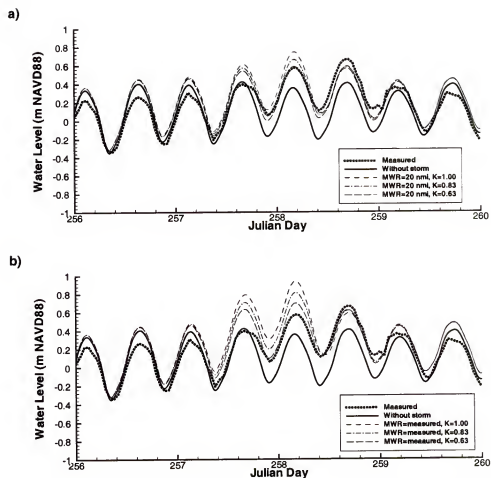 a)
1
0.8
0.6
0.4
0.2
0
-0.2
-0.4
-0.6
-0.8
-1
Water Level (m NAVD88)
256
257
258
259
260
Julian Day
Measured
Without storm
MWR=20 nmi, K=1.00
MWR=20 nmi, K=0.83
MWR=20 nmi, K=0.63
b)
1
0.8
0.6
0.4
0.2
0
-0.2
-0.4
-0.6
-0.8
-1
Water Level (m NAVD88)
256
257
258
259
260
Julian Day
Measured
Without storm
MWR=measured, K=1.00
MWR=measured, K=0.83
MWR=measured, K=0.63